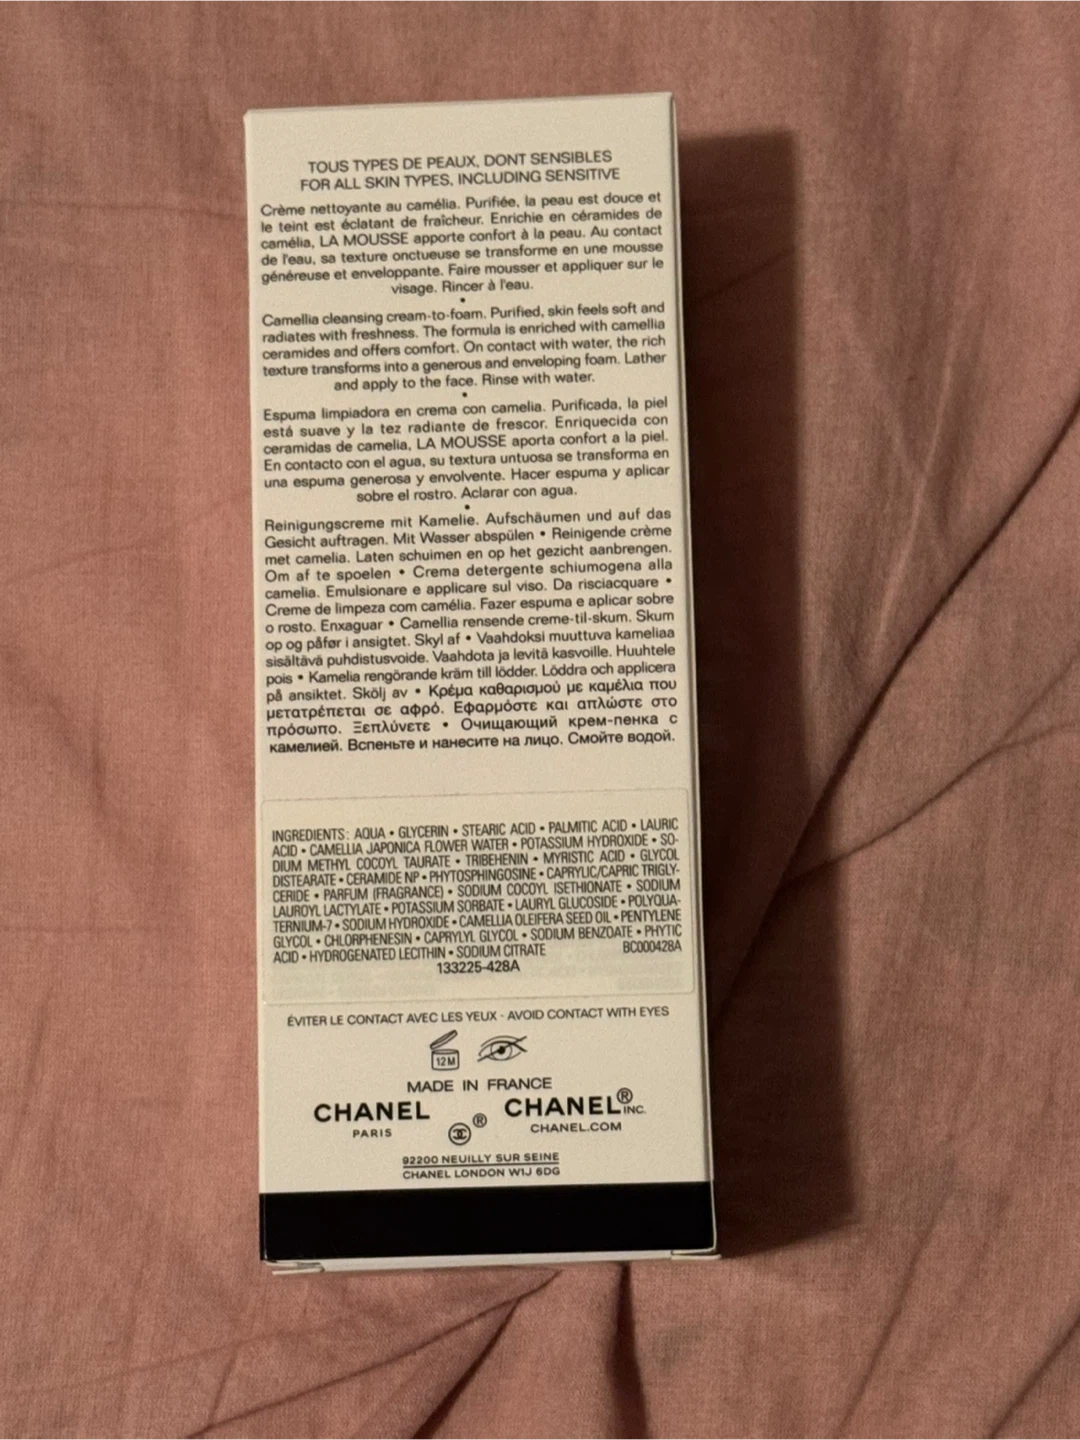 TOUS TYPES DE PEAUX, DONT SENSIBLES
FOR ALL SKIN TYPES, INCLUDING SENSITIVE
Crème nettoyante au camélia. Purifiée, la peau est douce et
le teint est éclatant de fraîcheur. Enrichie en céramides de
camélia, LA MOUSSE apporte confort à la peau. Au contact
de l'eau, sa texture onctueuse se transforme en une mousse
généreuse et enveloppante. Faire mousser et appliquer sur le
visage. Rincer à l'eau.
•
Camellia cleansing cream-to-foam. Purified, skin feels soft and
radiates with freshness. The formula is enriched with camellia
ceramides and offers comfort. On contact with water, the rich
texture transforms into a generous and enveloping foam. Lather
and apply to the face. Rinse with water.
•
Espuma limpiadora en crema con camelia. Purificada, la piel
está suave y la tez radiante de frescor. Enriquecida con
ceramidas de camelia, LA MOUSSE aporta confort a la piel.
En contacto con el agua, su textura untuosa se transforma en
una espuma generosa y envolvente. Hacer espuma y aplicar
sobre el rostro. Aclarar con agua.
•
Reinigungscreme mit Kamelie. Aufschäumen und auf das
Gesicht auftragen. Mit Wasser abspülen • Reinigende crème
met camelia. Laten schuimen en op het gezicht aanbrengen.
Om af te spoelen • Crema detergente schiumogena alla
camelia. Emulsionare e applicare sul viso. Da risciacquare •
Creme de limpeza com camélia. Fazer espuma e aplicar sobre
o rosto. Enxaguar • Camellia rensende creme-til-skum. Skum
op og påfør i ansigtet. Skyl af • Vaahdoksi muuttuva kameliaa
sisältävä puhdistusvoide. Vaahdota ja levitä kasvoille. Huuhtele
pois • Kamelia rengörande kräm till lödder. Löddra och applicera
på ansiktet. Skölj av • Κρέμα καθαρισμού με καμέλια που
μετατρέπεται σε αφρό. Εφαρμόστε και απλώστε στο
πρόσωπο. Ξεπλύνετε • Очищающий крем-пенка с
камелией. Вспеньте и нанесите на лицо. Смойте водой.
INGREDIENTS: AQUA • GLYCERIN • STEARIC ACID • PALMITIC ACID • LAURIC
ACID • CAMELLIA JAPONICA FLOWER WATER • POTASSIUM HYDROXIDE • SO-
DIUM METHYL COCOYL TAURATE • TRIBEHENIN • MYRISTIC ACID • GLYCOL
DISTEARATE • CERAMIDE NP • PHYTOSPHINGOSINE • CAPRYLIC/CAPRIC TRIGLY-
CERIDE • PARFUM (FRAGRANCE) • SODIUM COCOYL ISETHIONATE • SODIUM
LAUROYL LACTYLATE • POTASSIUM SORBATE • LAURYL GLUCOSIDE • POLYQUA-
TERNIUM-7 • SODIUM HYDROXIDE • CAMELLIA OLEIFERA SEED OIL • PENTYLENE
GLYCOL • CHLORPHENESIN • CAPRYLYL GLYCOL • SODIUM BENZOATE • PHYTIC
ACID • HYDROGENATED LECITHIN • SODIUM CITRATE BC000428A
133225-428A
ÉVITER LE CONTACT AVEC LES YEUX - AVOID CONTACT WITH EYES
12M
MADE IN FRANCE
CHANEL ® CHANEL® INC.
PARIS CHANEL.COM
92200 NEUILLY SUR SEINE
CHANEL LONDON W1J 6DG